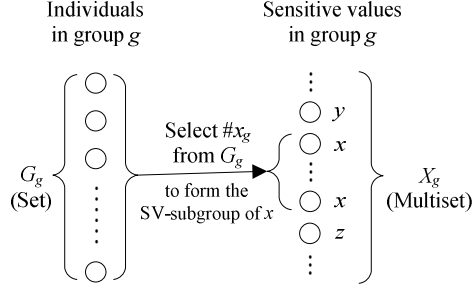 Individuals
in group g
Sensitive values
in group g
G_g
(Set)
Select #x_g
from G_g
to form the
SV-subgroup of x
y
x
x
z
X_g
(Multiset)